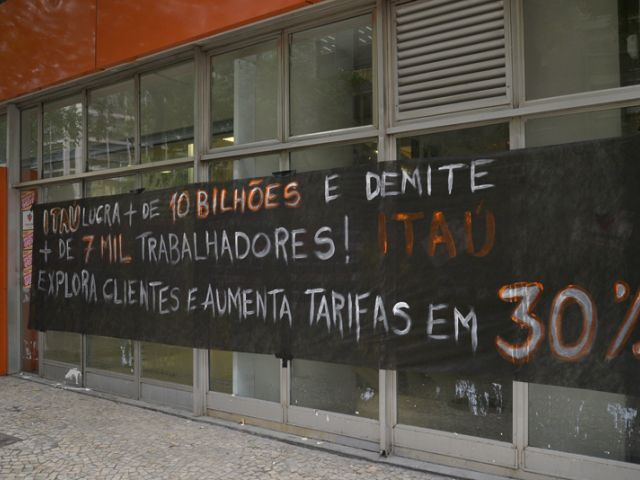 ITAÚ LUCRA + DE 10 BILHÕES E DEMITE
+ DE 7 MIL TRABALHADORES! ITAÚ
EXPLORA CLIENTES E AUMENTA TARIFAS EM 30%